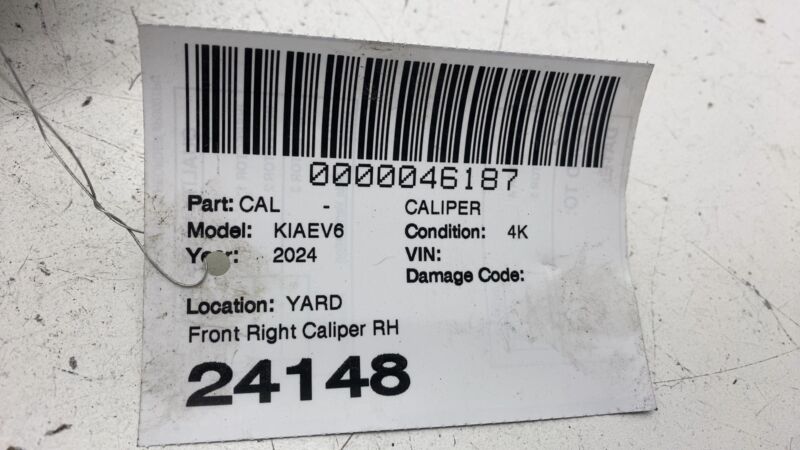 0000046187
Part: CAL - CALIPER
Model: KIAEV6 Condition: 4K
Year: 2024 VIN:
Damage Code:
Location: YARD
Front Right Caliper RH
24148